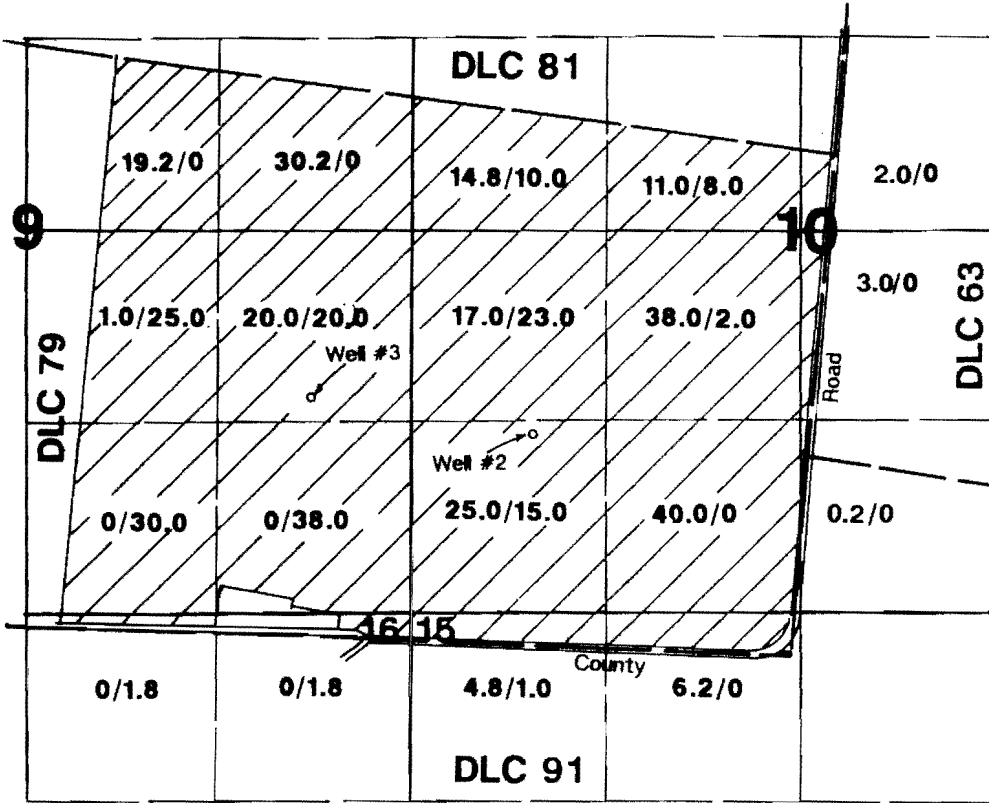 DLC 81
19.2/0
30.2/0
14.8/10.0
11.0/8.0
2.0/0
9
10
3.0/0
DLC 63
DLC 79
1.0/25.0
20.0/20.0
17.0/23.0
38.0/2.0
Well #3
Road
Well #2
0/30.0
0/38.0
25.0/15.0
40.0/0
0.2/0
16 15
County
0/1.8
0/1.8
4.8/1.0
6.2/0
DLC 91